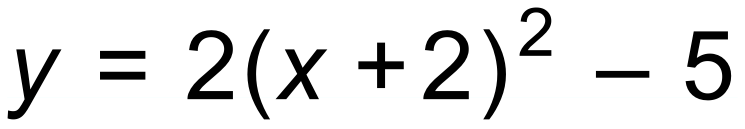 y = 2(x +2)² – 5